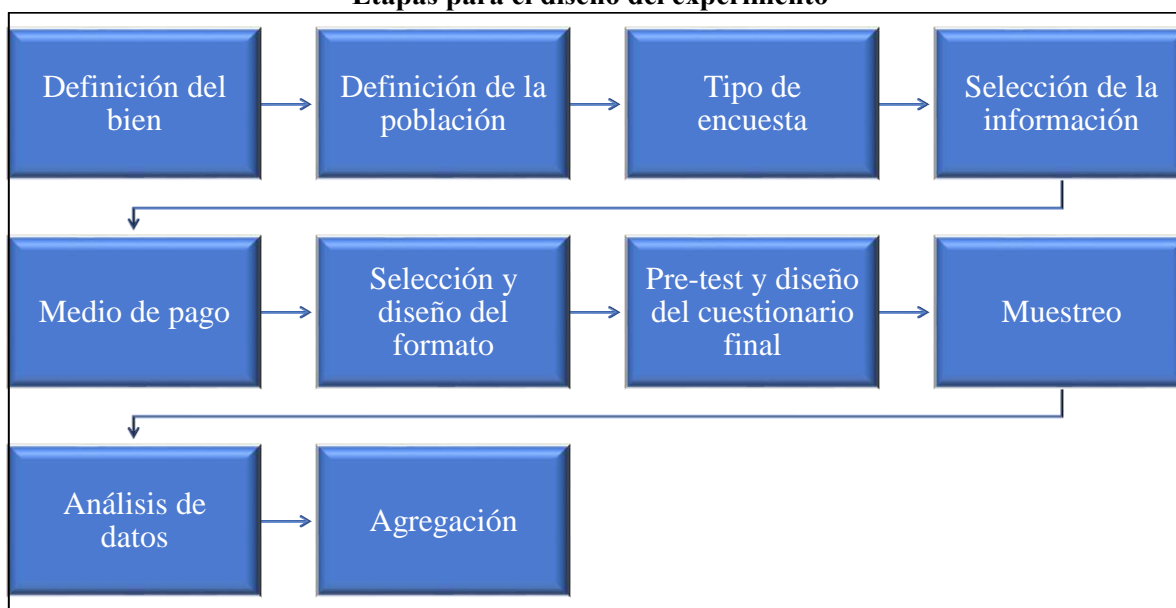 Etapas para el diseño del experimento
Definición del
bien
Definición de la
población
Tipo de
encuesta
Selección de la
información
Medio de pago
Selección y
diseño del
formato
Pre-test y diseño
del cuestionario
final
Muestreo
Análisis de
datos
Agregación